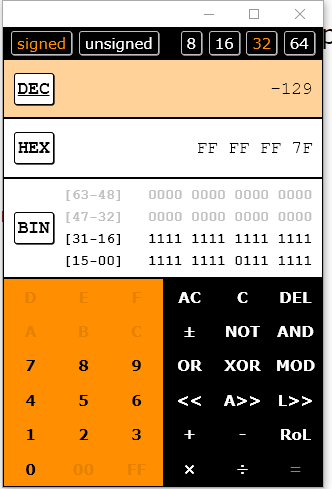 signed unsigned 8 16 32 64
p
DEC -129
HEX FF FF FF 7F
[63-48] 0000 0000 0000 0000
[47-32] 0000 0000 0000 0000
BIN
[31-16] 1111 1111 1111 1111
[15-00] 1111 1111 0111 1111
D E F AC C DEL
A B C ± NOT AND
7 8 9 OR XOR MOD
4 5 6 << A>> L>>
1 2 3 + - RoL
0 00 FF × ÷ =